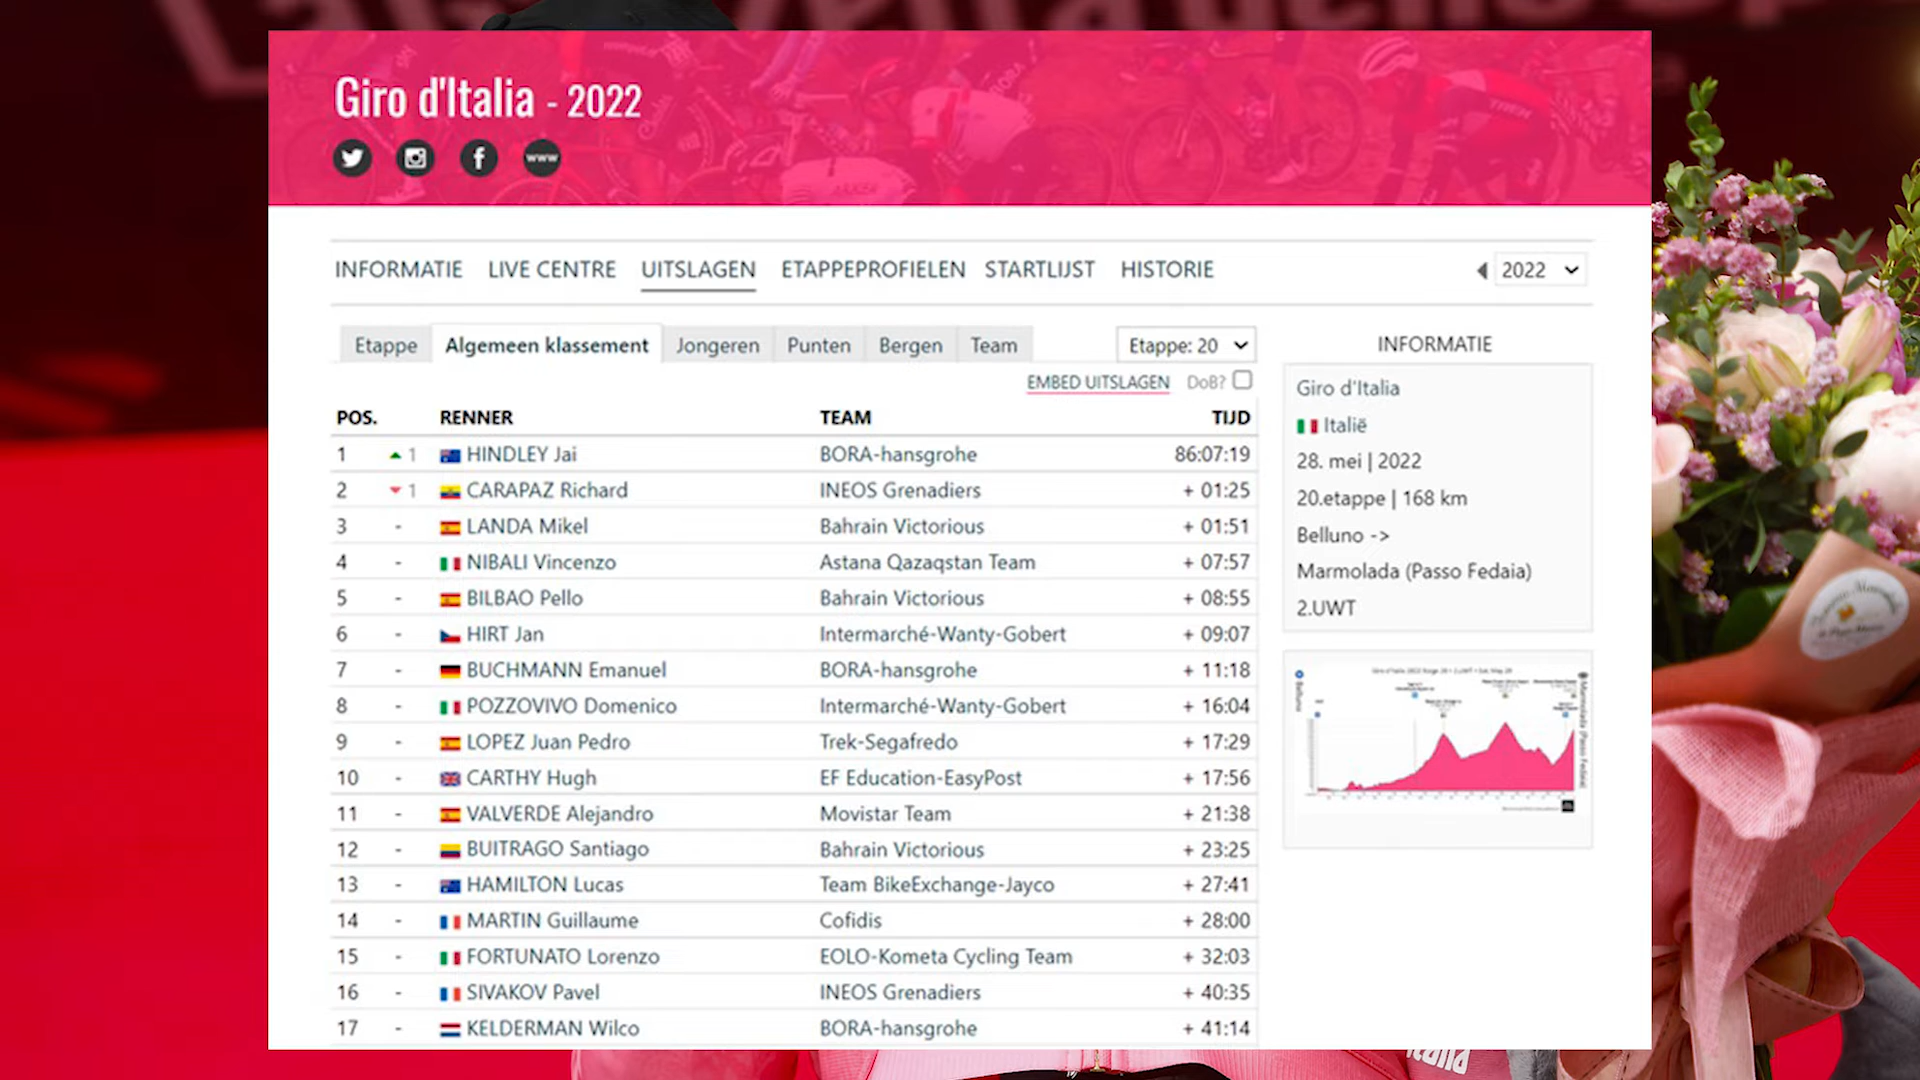 Giro d'Italia - 2022
www
INFORMATIE LIVE CENTRE UITSLAGEN ETAPPEPROFIELEN STARTLIJST HISTORIE 2022
Etappe Algemeen klassement Jongeren Punten Bergen Team Etappe: 20
EMBED UITSLAGEN DoB?
POS. RENNER TEAM TIJD
1 1 HINDLEY Jai BORA-hansgrohe 86:07:19
2 1 CARAPAZ Richard INEOS Grenadiers + 01:25
3 - LANDA Mikel Bahrain Victorious + 01:51
4 - NIBALI Vincenzo Astana Qazaqstan Team + 07:57
5 - BILBAO Pello Bahrain Victorious + 08:55
6 - HIRT Jan Intermarché-Wanty-Gobert + 09:07
7 - BUCHMANN Emanuel BORA-hansgrohe + 11:18
8 - POZZOVIVO Domenico Intermarché-Wanty-Gobert + 16:04
9 - LOPEZ Juan Pedro Trek-Segafredo + 17:29
10 - CARTHY Hugh EF Education-EasyPost + 17:56
11 - VALVERDE Alejandro Movistar Team + 21:38
12 - BUITRAGO Santiago Bahrain Victorious + 23:25
13 - HAMILTON Lucas Team BikeExchange-Jayco + 27:41
14 - MARTIN Guillaume Cofidis + 28:00
15 - FORTUNATO Lorenzo EOLO-Kometa Cycling Team + 32:03
16 - SIVAKOV Pavel INEOS Grenadiers + 40:35
17 - KELDERMAN Wilco BORA-hansgrohe + 41:14
INFORMATIE
Giro d'Italia
Italië
28. mei | 2022
20.etappe | 168 km
Belluno ->
Marmolada (Passo Fedaia)
2.UWT